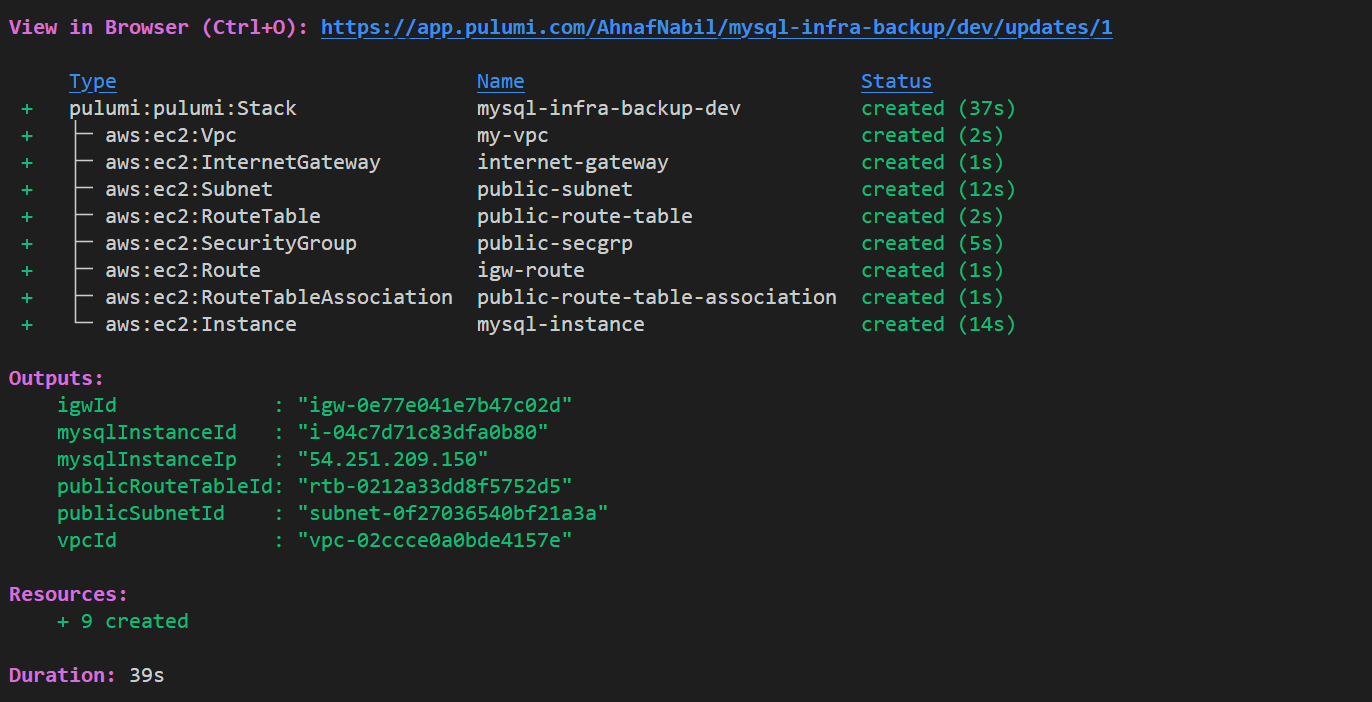 View in Browser (Ctrl+O): https://app.pulumi.com/AhnafNabil/mysql-infra-backup/dev/updates/1
Type Name Status
+ pulumi:pulumi:Stack mysql-infra-backup-dev created (37s)
+ ├─ aws:ec2:Vpc my-vpc created (2s)
+ ├─ aws:ec2:InternetGateway internet-gateway created (1s)
+ ├─ aws:ec2:Subnet public-subnet created (12s)
+ ├─ aws:ec2:RouteTable public-route-table created (2s)
+ ├─ aws:ec2:SecurityGroup public-secgrp created (5s)
+ ├─ aws:ec2:Route igw-route created (1s)
+ ├─ aws:ec2:RouteTableAssociation public-route-table-association created (1s)
+ └─ aws:ec2:Instance mysql-instance created (14s)
Outputs:
igwId : "igw-0e77e041e7b47c02d"
mysqlInstanceId : "i-04c7d71c83dfa0b80"
mysqlInstanceIp : "54.251.209.150"
publicRouteTableId: "rtb-0212a33dd8f5752d5"
publicSubnetId : "subnet-0f27036540bf21a3a"
vpcId : "vpc-02ccce0a0bde4157e"
Resources:
+ 9 created
Duration: 39s